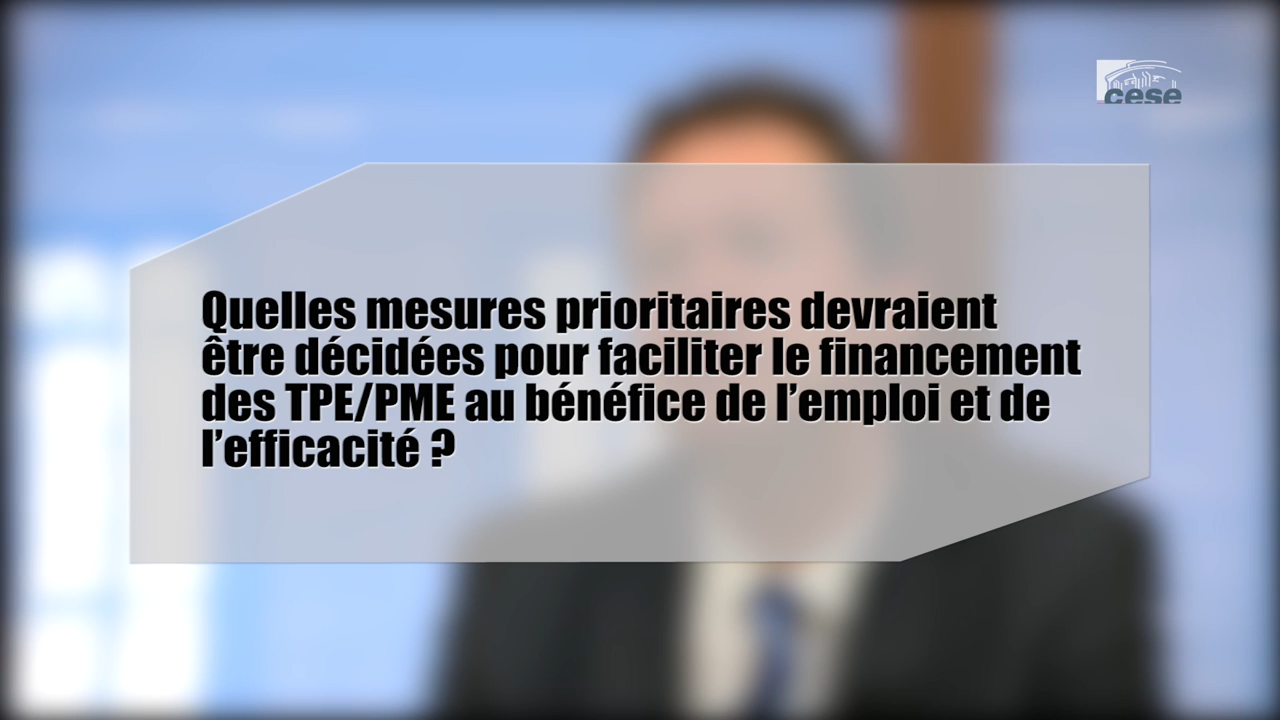 cese
Quelles mesures prioritaires devraient
être décidées pour faciliter le financement
des TPE/PME au bénéfice de l’emploi et de
l’efficacité ?